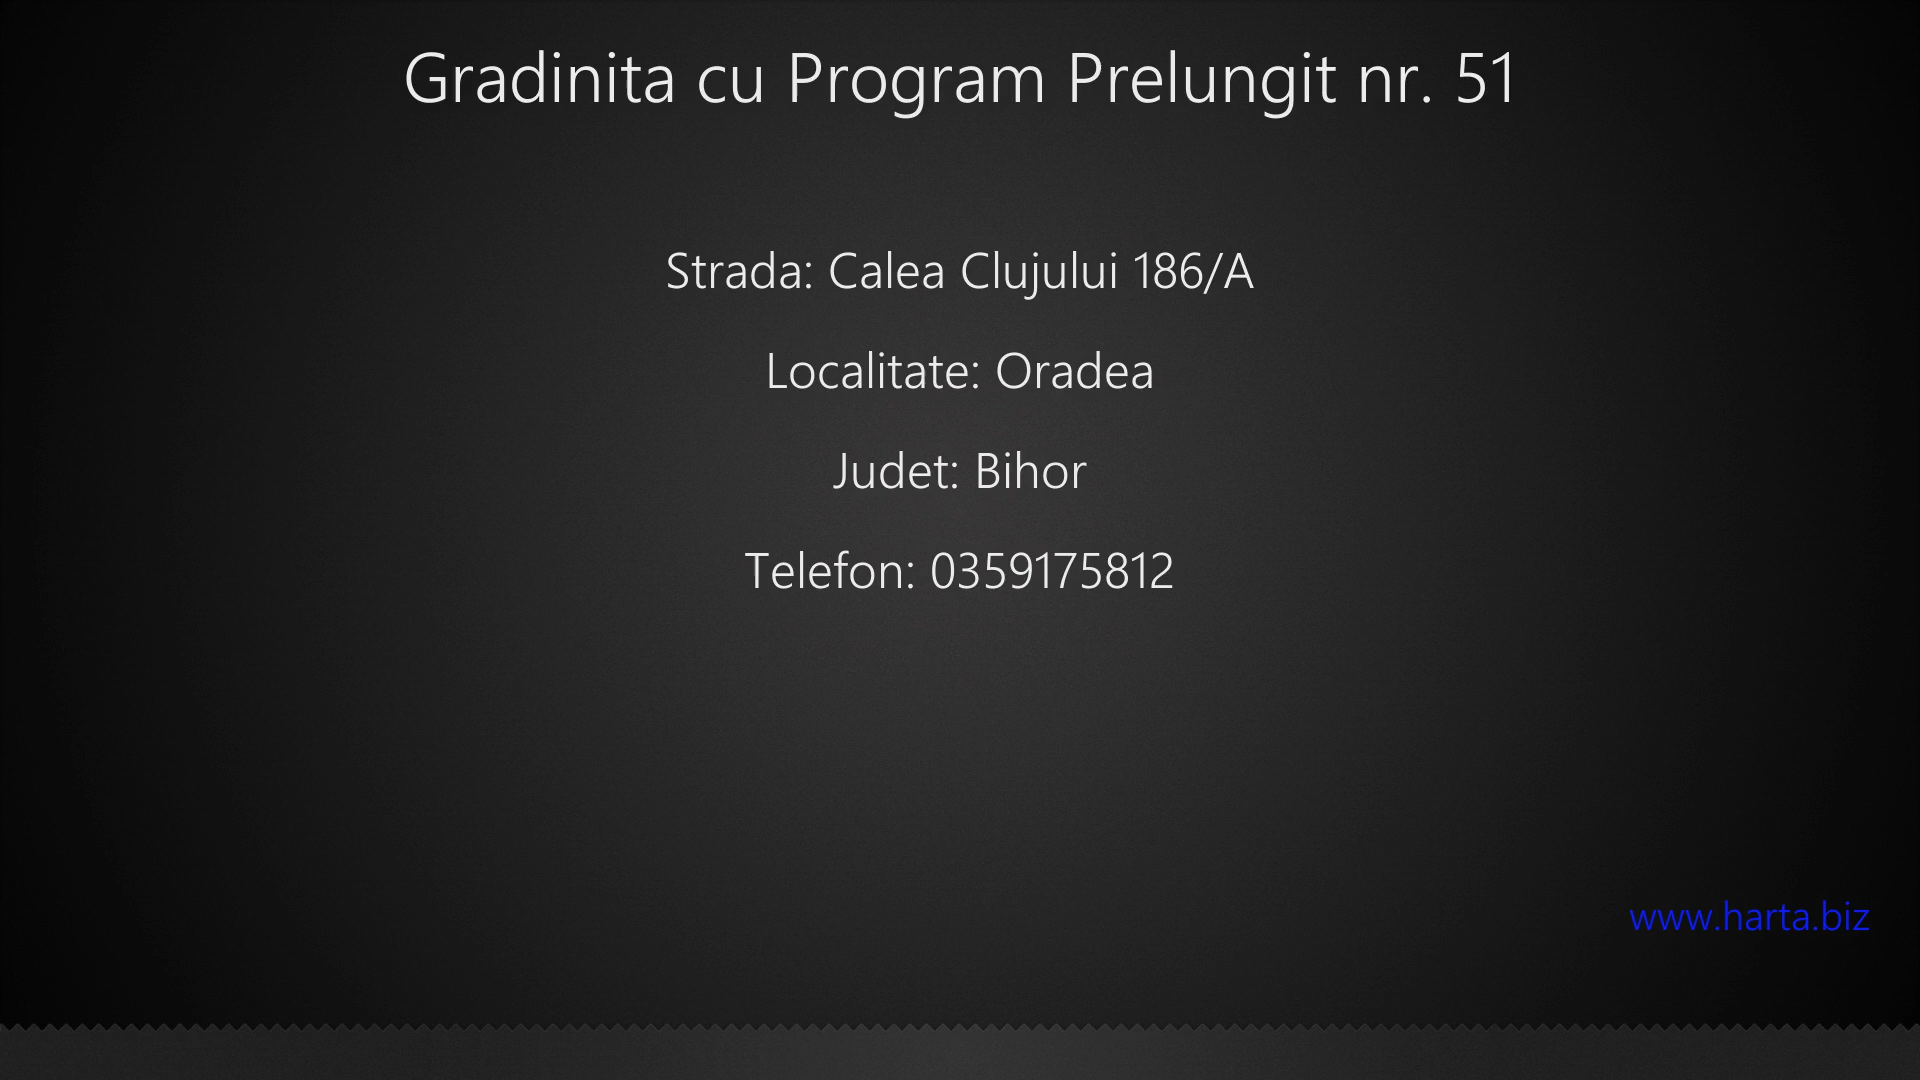 Gradinita cu Program Prelungit nr. 51
Strada: Calea Clujului 186/A
Localitate: Oradea
Judet: Bihor
Telefon: 0359175812
www.harta.biz